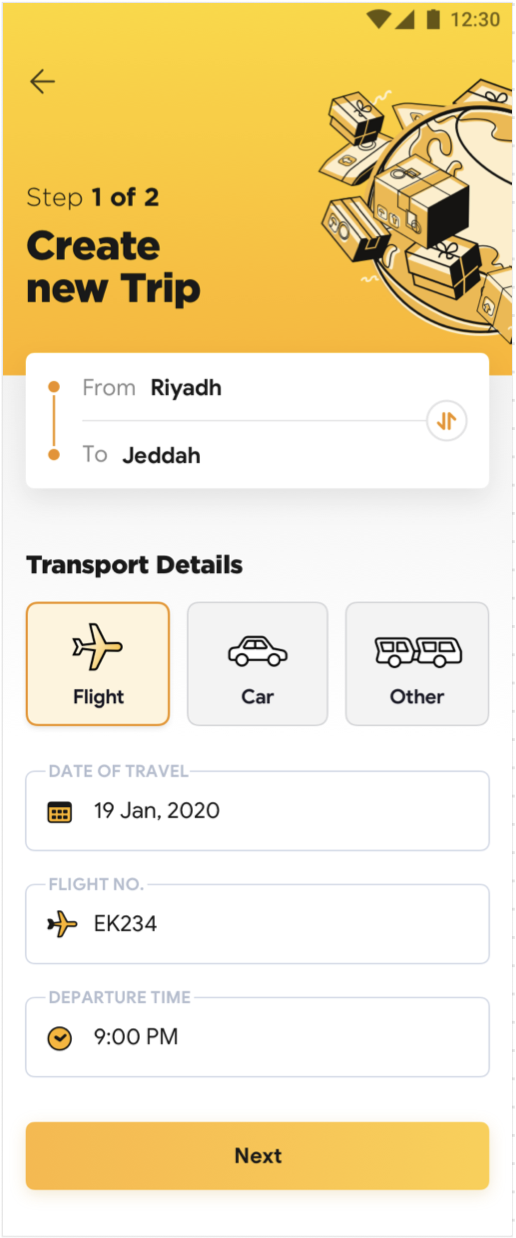 12:30
Step 1 of 2
Create
new Trip
From Riyadh
To Jeddah
Transport Details
Flight Car Other
DATE OF TRAVEL
19 Jan, 2020
FLIGHT NO.
EK234
DEPARTURE TIME
9:00 PM
Next